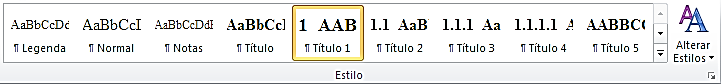 AaBbCcDd AaBbCcI AaBbCcDd AaBbCcI 1 AAB 1.1 AaB 1.1.1 Aa 1.1.1.1 A AABBC
¶ Legenda ¶ Normal ¶ Notas ¶ Título ¶ Título 1 ¶ Título 2 ¶ Título 3 ¶ Título 4 ¶ Título 5
Alterar
Estilos
Estilo